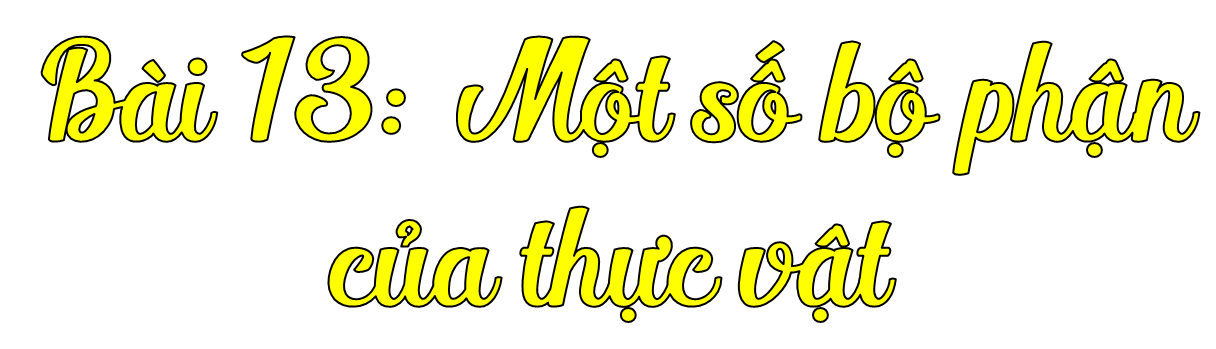 Bài 13: Một số bộ phận
của thực vật